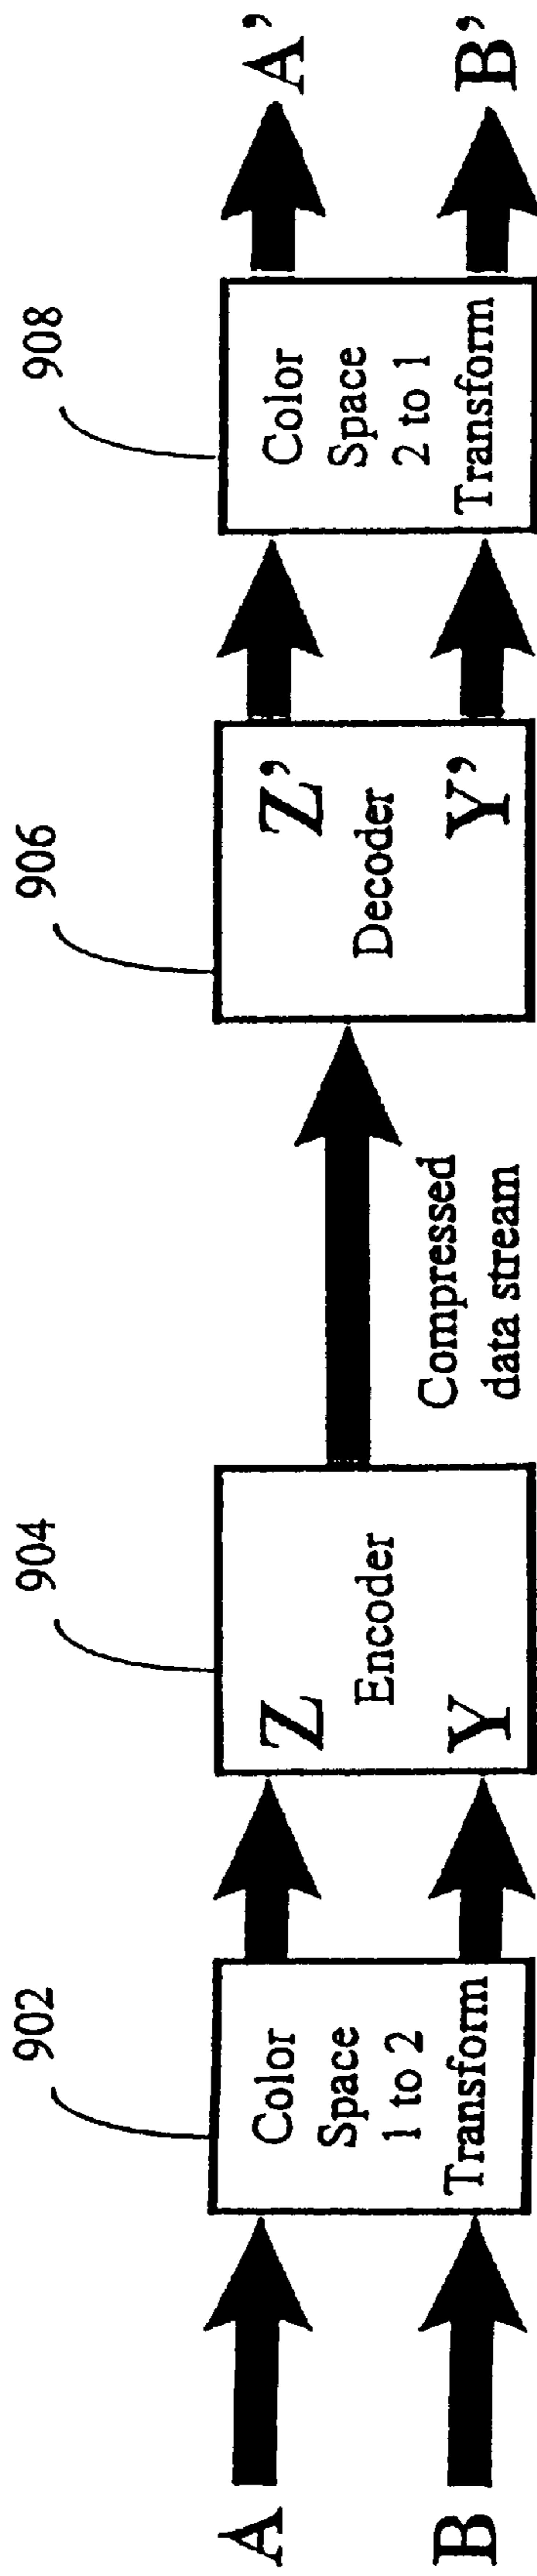 A
B
902
Color
Space
1 to 2
Transform
904
Z
Encoder
Y
Compressed
data stream
906
Z'
Decoder
Y'
908
Color
Space
2 to 1
Transform
A'
B'